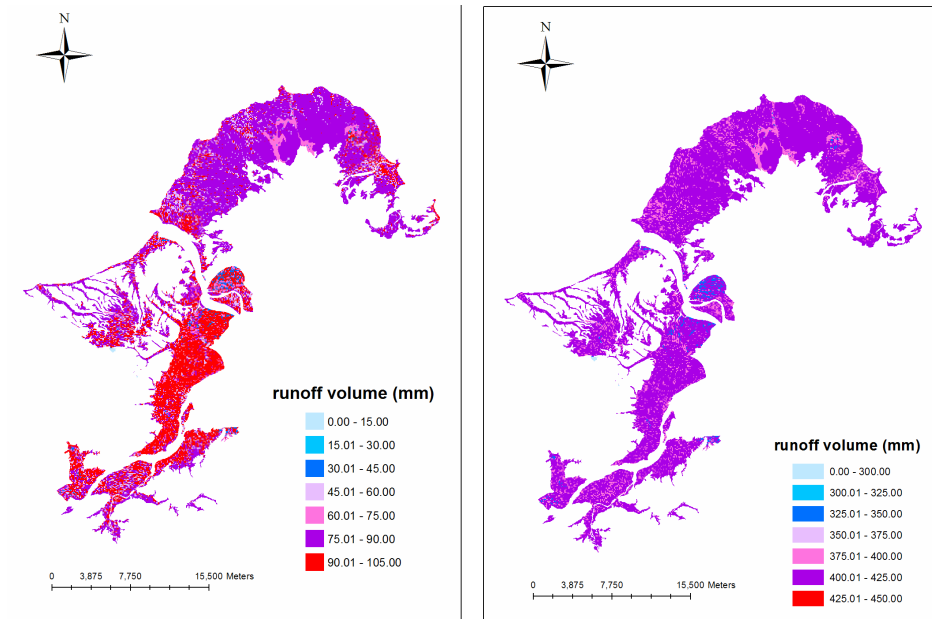 N
runoff volume (mm)
0.00 - 15.00
15.01 - 30.00
30.01 - 45.00
45.01 - 60.00
60.01 - 75.00
75.01 - 90.00
90.01 - 105.00
0 3,875 7,750 15,500 Meters
N
runoff volume (mm)
0.00 - 300.00
300.01 - 325.00
325.01 - 350.00
350.01 - 375.00
375.01 - 400.00
400.01 - 425.00
425.01 - 450.00
0 3,875 7,750 15,500 Meters